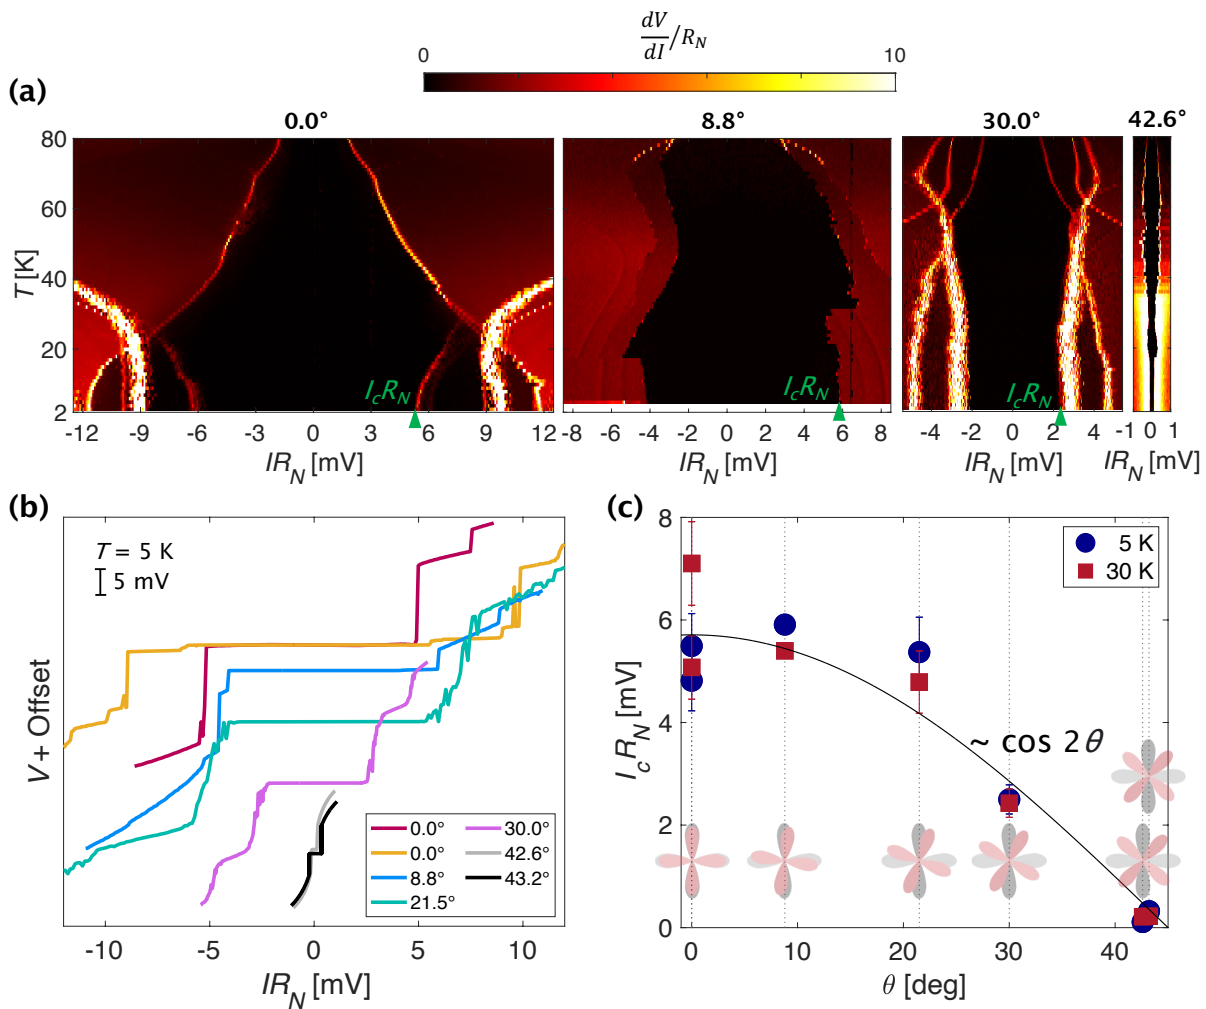 dV/dI/R_N
0 10
(a)
0.0° 8.8° 30.0° 42.6°
T [K]
80
60
40
20
2
I_cR_N I_cR_N I_cR_N
-12 -9 -6 -3 0 3 6 9 12
-8 -6 -4 -2 0 2 4 6 8
-4 -2 0 2 4
-1 0 1
IR_N [mV] IR_N [mV] IR_N [mV] IR_N [mV]
(b)
T = 5 K
5 mV
V + Offset
0.0°
0.0°
8.8°
21.5°
30.0°
42.6°
43.2°
-10 -5 0 5 10
IR_N [mV]
(c)
I_cR_N [mV]
8
6
4
2
0
5 K
30 K
~ cos 2θ
0 10 20 30 40
θ [deg]